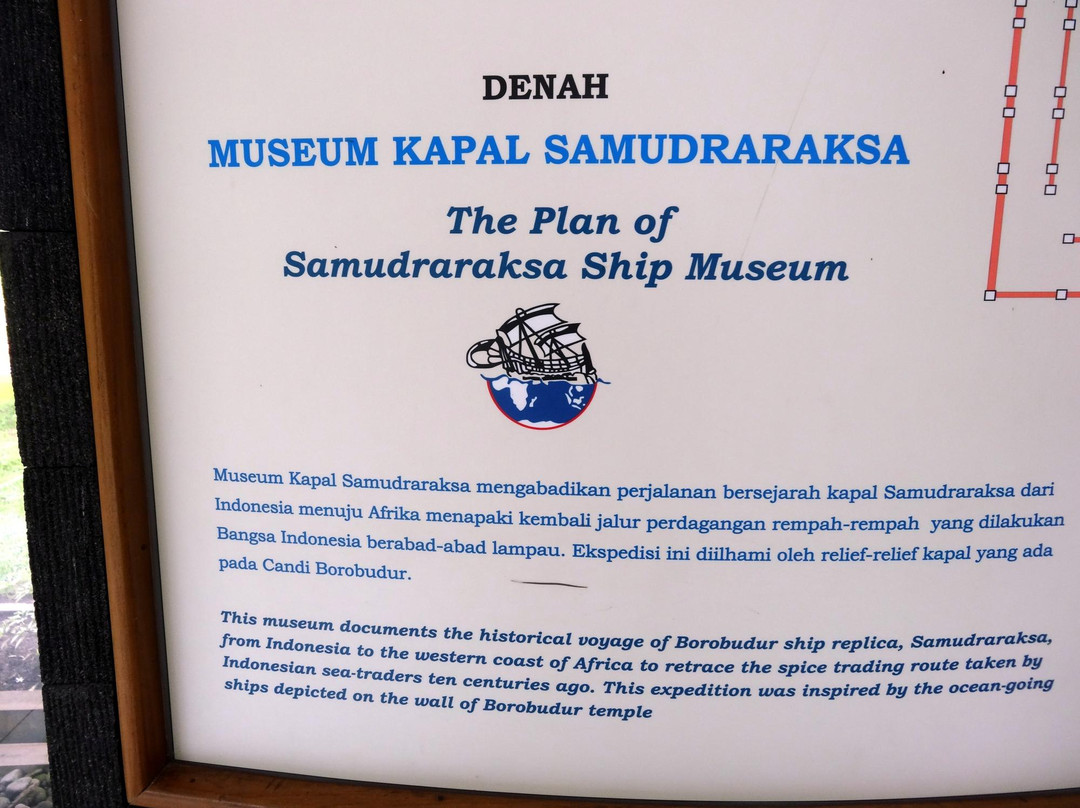 DENAH
MUSEUM KAPAL SAMUDRARAKSA
The Plan of
Samudraraksa Ship Museum
Museum Kapal Samudraraksa mengabadikan perjalanan bersejarah kapal Samudraraksa dari
Indonesia menuju Afrika menapaki kembali jalur perdagangan rempah-rempah yang dilakukan
Bangsa Indonesia berabad-abad lampau. Ekspedisi ini diilhami oleh relief-relief kapal yang ada
pada Candi Borobudur.
This museum documents the historical voyage of Borobudur ship replica, Samudraraksa,
from Indonesia to the western coast of Africa to retrace the spice trading route taken by
Indonesian sea-traders ten centuries ago. This expedition was inspired by the ocean-going
ships depicted on the wall of Borobudur temple